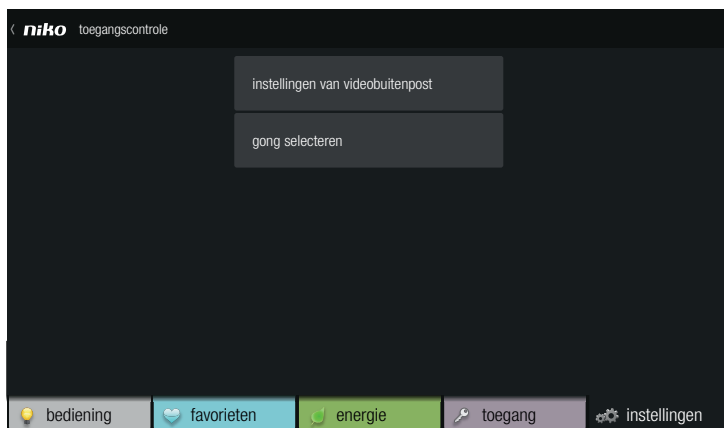 niko toegangscontrole
instellingen van videobuitenpost
gong selecteren
bediening favorieten energie toegang instellingen